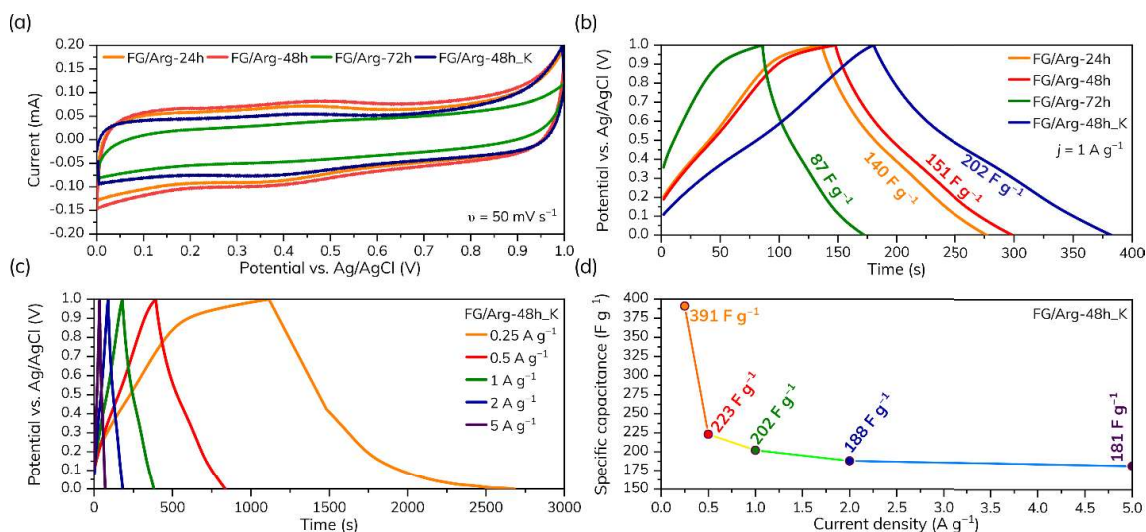 (a)
0.20
0.15
0.10
0.05
0.00
-0.05
-0.10
-0.15
-0.20
Current (mA)
FG/Arg-24h FG/Arg-48h FG/Arg-72h FG/Arg-48h_K
υ = 50 mV s⁻¹
0.0 0.1 0.2 0.3 0.4 0.5 0.6 0.7 0.8 0.9 1.0
Potential vs. Ag/AgCl (V)
(b)
1.0
0.9
0.8
0.7
0.6
0.5
0.4
0.3
0.2
0.1
0.0
Potential vs. Ag/AgCl (V)
FG/Arg-24h
FG/Arg-48h
FG/Arg-72h
FG/Arg-48h_K
j = 1 A g⁻¹
87 F g⁻¹
140 F g⁻¹
151 F g⁻¹
202 F g⁻¹
0 50 100 150 200 250 300 350 400
Time (s)
(c)
1.0
0.9
0.8
0.7
0.6
0.5
0.4
0.3
0.2
0.1
0.0
Potential vs. Ag/AgCl (V)
FG/Arg-48h_K
0.25 A g⁻¹
0.5 A g⁻¹
1 A g⁻¹
2 A g⁻¹
5 A g⁻¹
0 500 1000 1500 2000 2500 3000
Time (s)
(d)
400
375
350
325
300
275
250
225
200
175
150
Specific capacitance (F g⁻¹)
FG/Arg-48h_K
391 F g⁻¹
223 F g⁻¹
202 F g⁻¹
188 F g⁻¹
181 F g⁻¹
0.0 0.5 1.0 1.5 2.0 2.5 3.0 3.5 4.0 4.5 5.0
Current density (A g⁻¹)